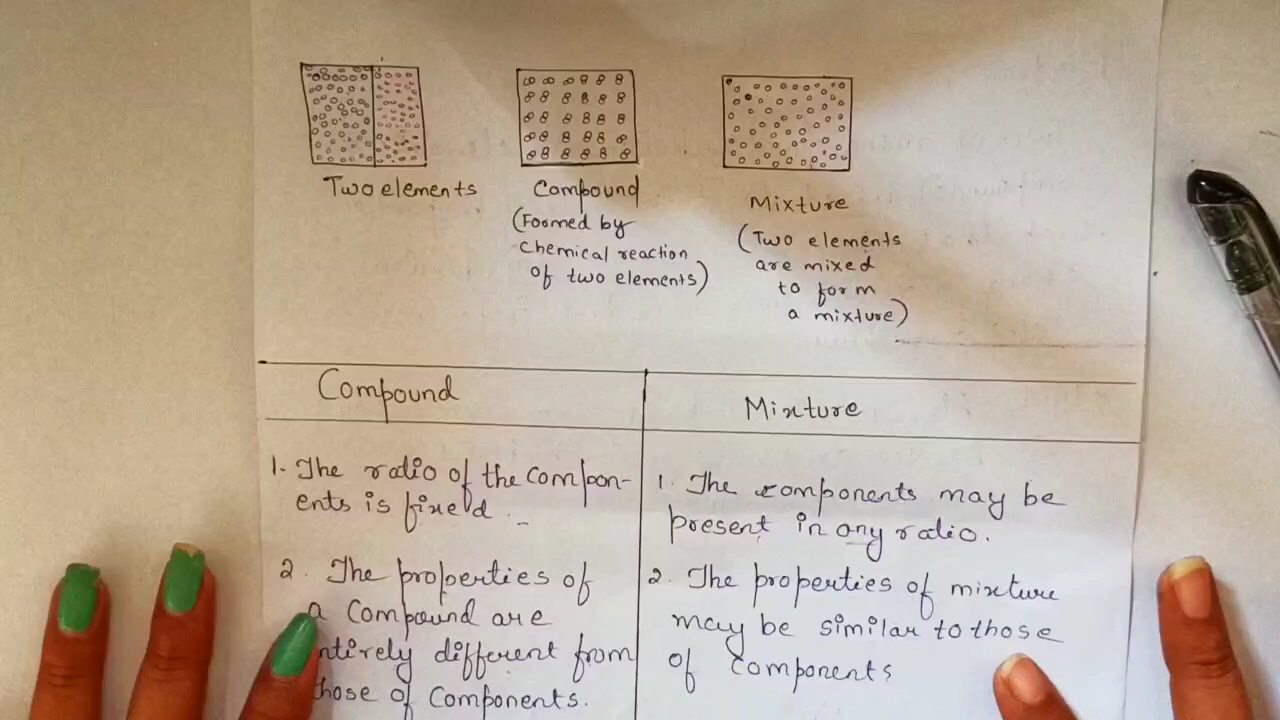 Two elements
Compound
(Formed by
chemical reaction
of two elements)
Mixture
(Two elements
are mixed
to form
a mixture)
Compound
Mixture
1. The ratio of the compon-
ents is fixed.
2. The properties of
a compound are
ntirely different from
those of components.
1. The components may be
present in any ratio.
2. The properties of mixture
may be similar to those
of components